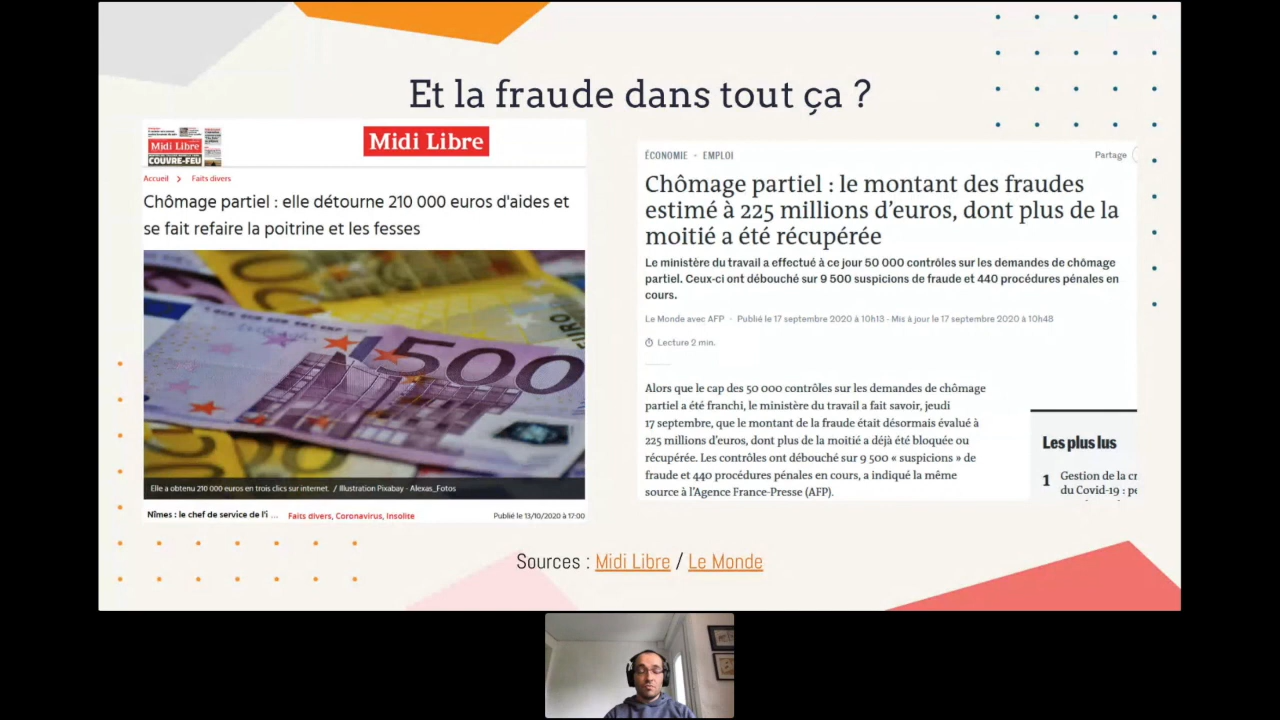 Et la fraude dans tout ça ?
Midi Libre
COUVRE-FEU
Midi Libre
Accueil > Faits divers
Chômage partiel : elle détourne 210 000 euros d'aides et
se fait refaire la poitrine et les fesses
500
EURO
Elle a obtenu 210 000 euros en trois clics sur internet. / Illustration Pixabay - Alexas_Fotos
Nîmes : le chef de service de l'i ... Faits divers, Coronavirus, Insolite Publié le 13/10/2020 à 17:00
ÉCONOMIE - EMPLOI
Partage
Chômage partiel : le montant des fraudes
estimé à 225 millions d’euros, dont plus de la
moitié a été récupérée
Le ministère du travail a effectué à ce jour 50 000 contrôles sur les demandes de chômage
partiel. Ceux-ci ont débouché sur 9 500 suspicions de fraude et 440 procédures pénales en
cours.
Le Monde avec AFP · Publié le 17 septembre 2020 à 10h13 - Mis à jour le 17 septembre 2020 à 10h48
Lecture 2 min.
Alors que le cap des 50 000 contrôles sur les demandes de chômage
partiel a été franchi, le ministère du travail a fait savoir, jeudi
17 septembre, que le montant de la fraude était désormais évalué à
225 millions d’euros, dont plus de la moitié a déjà été bloquée ou
récupérée. Les contrôles ont débouché sur 9 500 « suspicions » de
fraude et 440 procédures pénales en cours, a indiqué la même
source à l’Agence France-Presse (AFP).
Les plus lus
1 Gestion de la cr
du Covid-19 : pe
Sources : Midi Libre / Le Monde